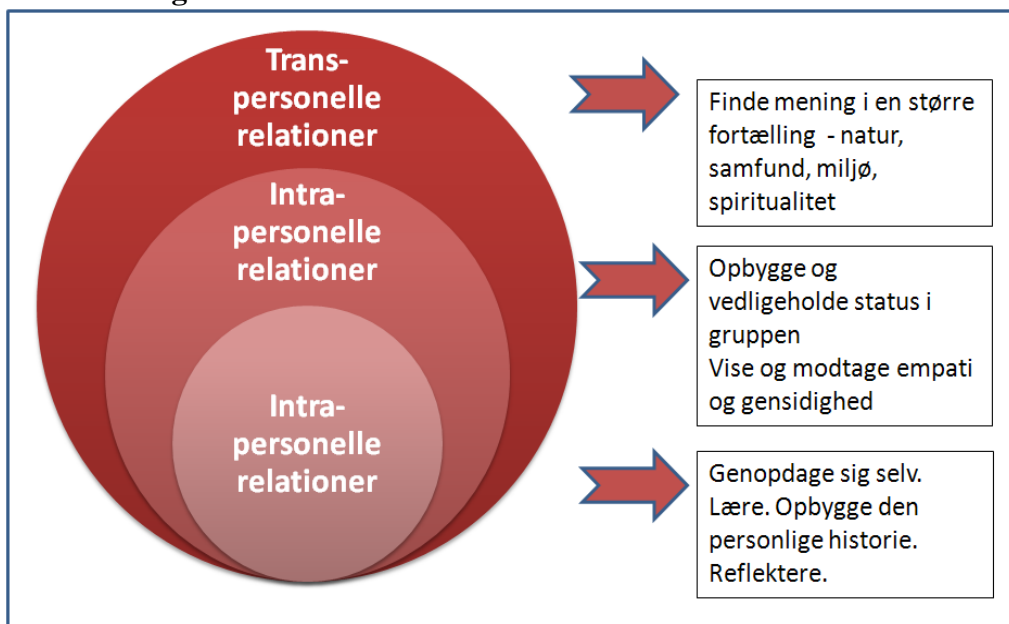 Trans-
personelle
relationer
Finde mening i en større
fortælling - natur,
samfund, miljø,
spiritualitet
Intra-
personelle
relationer
Opbygge og
vedligeholde status i
gruppen
Vise og modtage empati
og gensidighed
Intra-
personelle
relationer
Genopdage sig selv.
Lære. Opbygge den
personlige historie.
Reflektere.